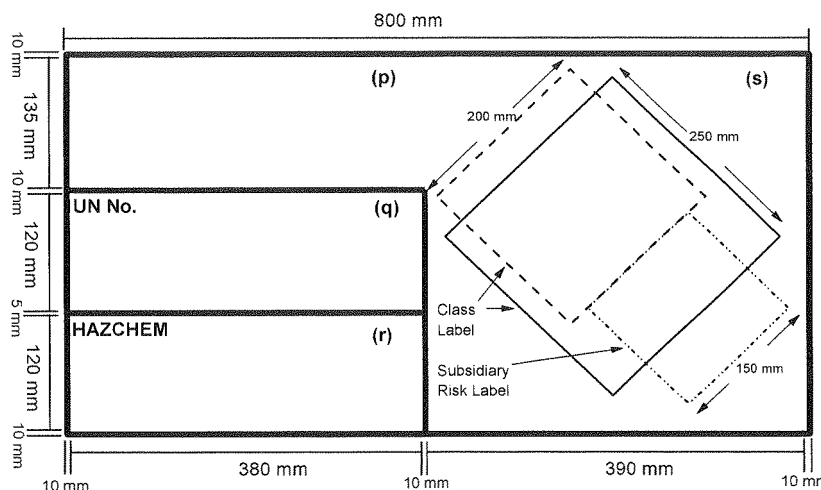 800 mm
10 mm
(p)
(s)
135 mm
200 mm
250 mm
10 mm
UN No.
(q)
120 mm
5 mm
HAZCHEM
(r)
Class
Label
120 mm
Subsidiary
Risk Label
150 mm
10 mm
380 mm
390 mm
10 mm
10 mm
10 mm